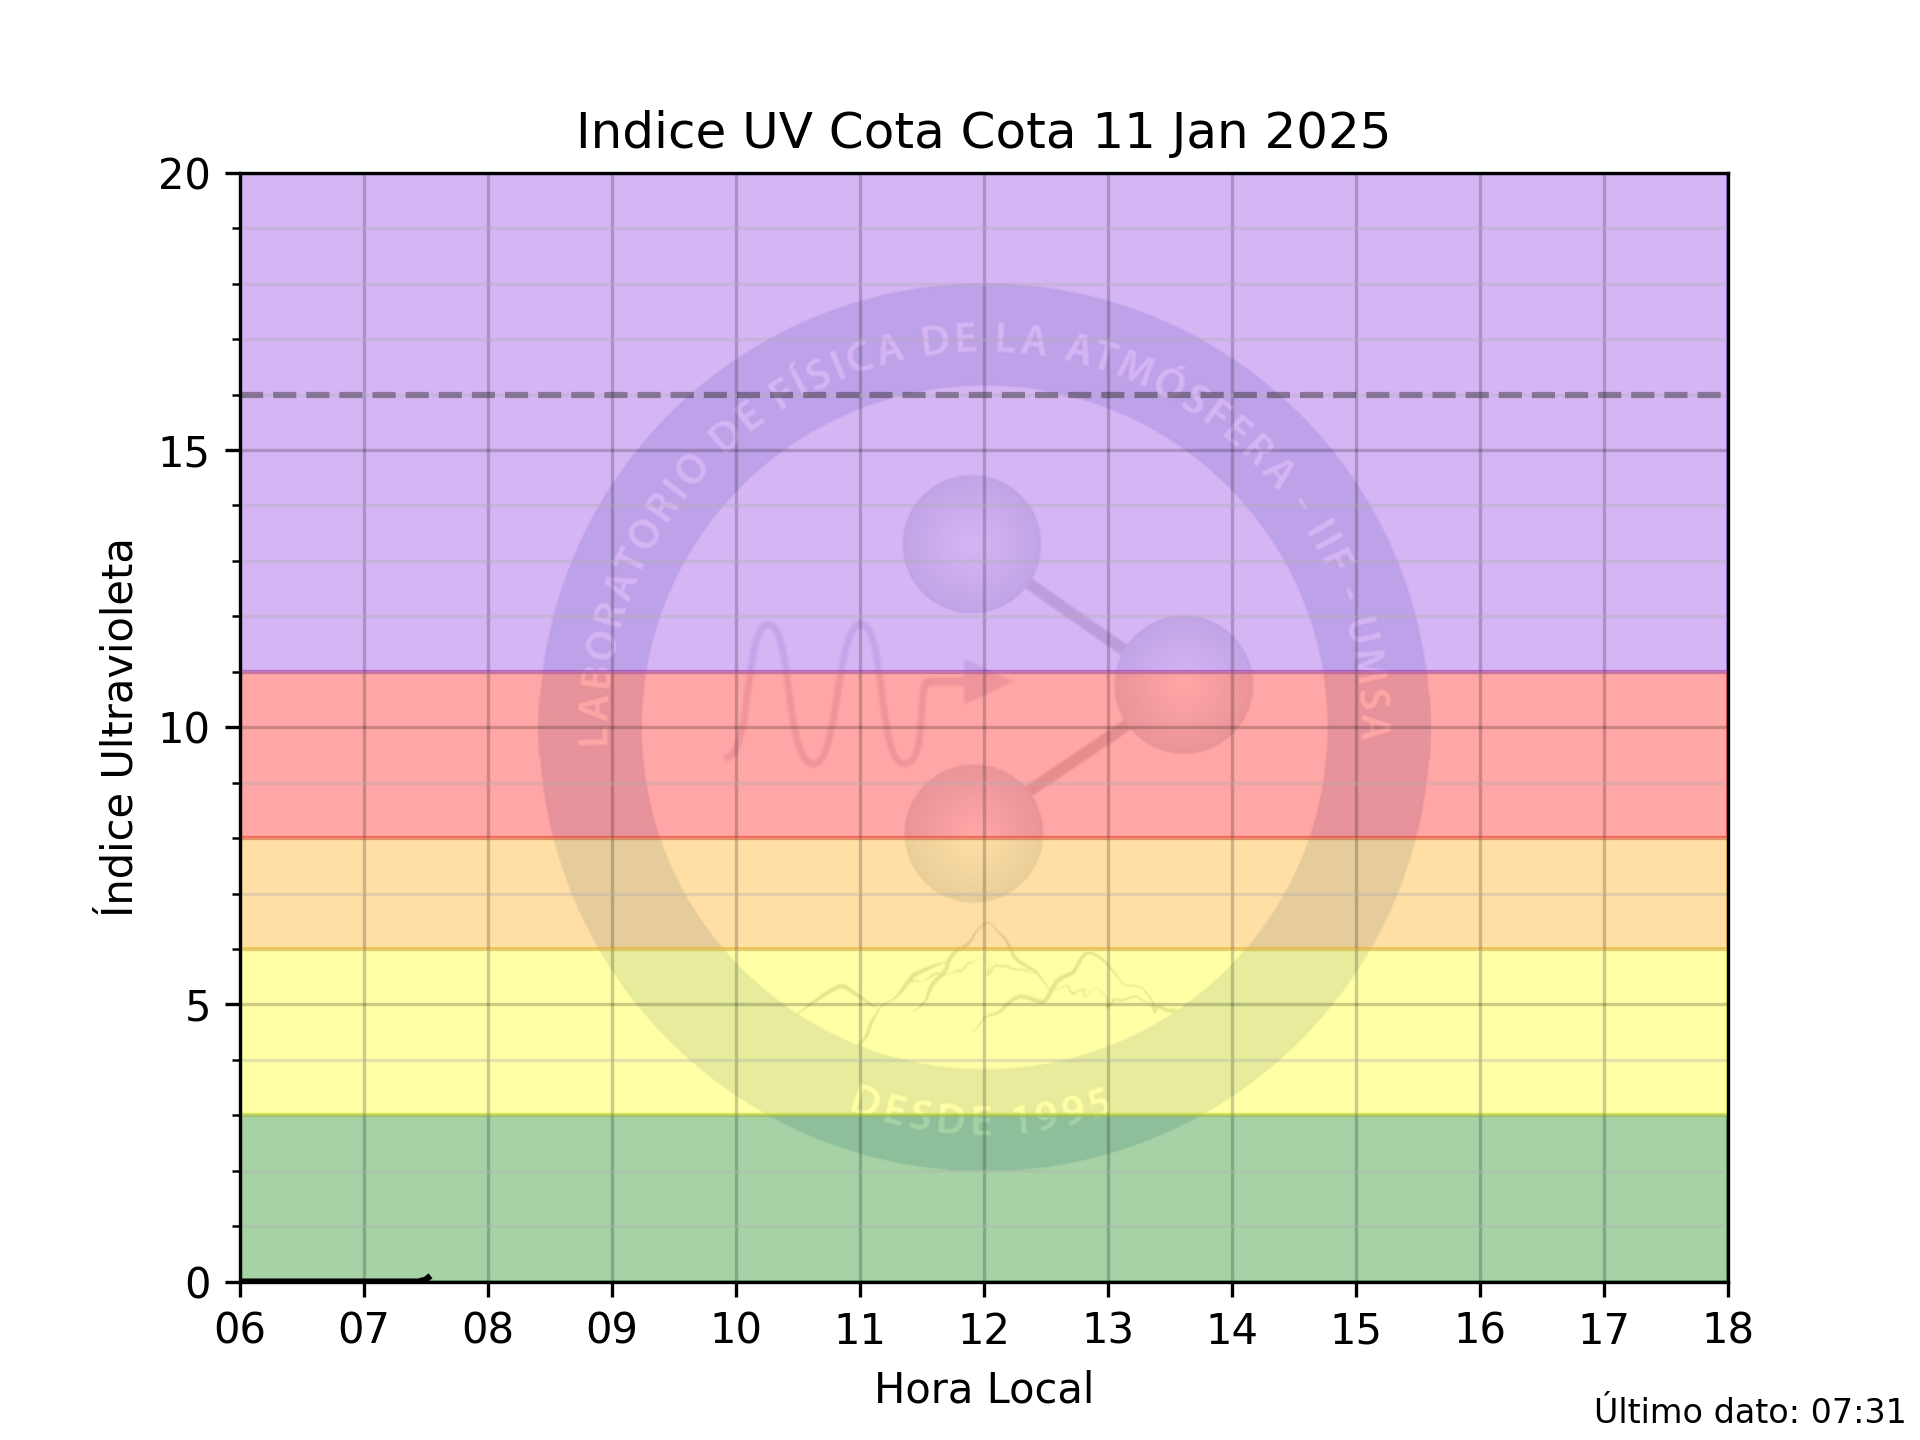 Indice UV Cota Cota 11 Jan 2025
20
15
10
5
0
Índice Ultravioleta
LABORATORIO DE FÍSICA DE LA ATMÓSFERA - IIF - UMSA
DESDE 1995
06 07 08 09 10 11 12 13 14 15 16 17 18
Hora Local
Último dato: 07:31